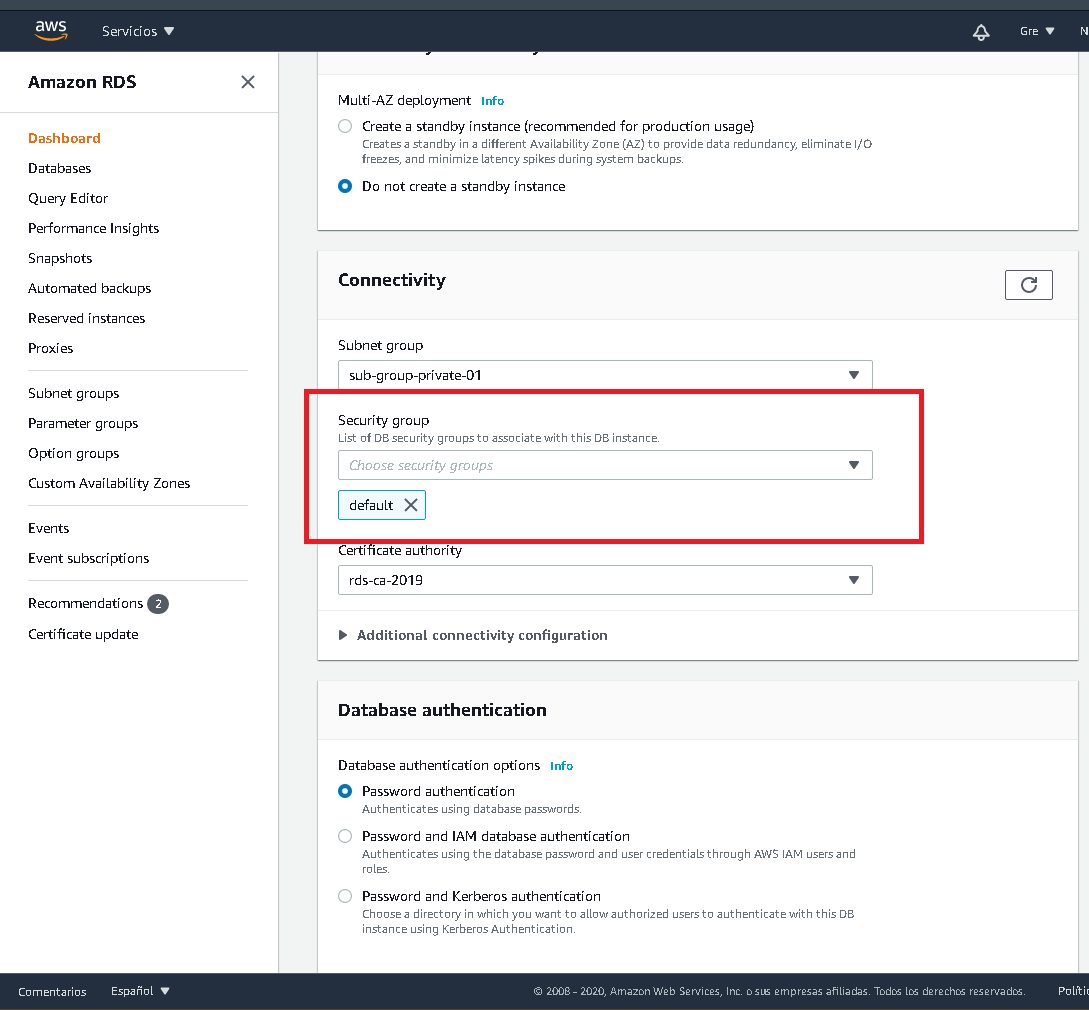 aws
Servicios
Gre
N
Amazon RDS
Dashboard
Databases
Query Editor
Performance Insights
Snapshots
Automated backups
Reserved instances
Proxies
Subnet groups
Parameter groups
Option groups
Custom Availability Zones
Events
Event subscriptions
Recommendations 2
Certificate update
Multi-AZ deployment Info
Create a standby instance (recommended for production usage)
Creates a standby in a different Availability Zone (AZ) to provide data redundancy, eliminate I/O
freezes, and minimize latency spikes during system backups.
Do not create a standby instance
Connectivity
Subnet group
sub-group-private-01
Security group
List of DB security groups to associate with this DB instance.
Choose security groups
default
Certificate authority
rds-ca-2019
Additional connectivity configuration
Database authentication
Database authentication options Info
Password authentication
Authenticates using database passwords.
Password and IAM database authentication
Authenticates using the database password and user credentials through AWS IAM users and
roles.
Password and Kerberos authentication
Choose a directory in which you want to allow authorized users to authenticate with this DB
instance using Kerberos Authentication.
Comentarios
Español
© 2008 - 2020, Amazon Web Services, Inc. o sus empresas afiliadas. Todos los derechos reservados.